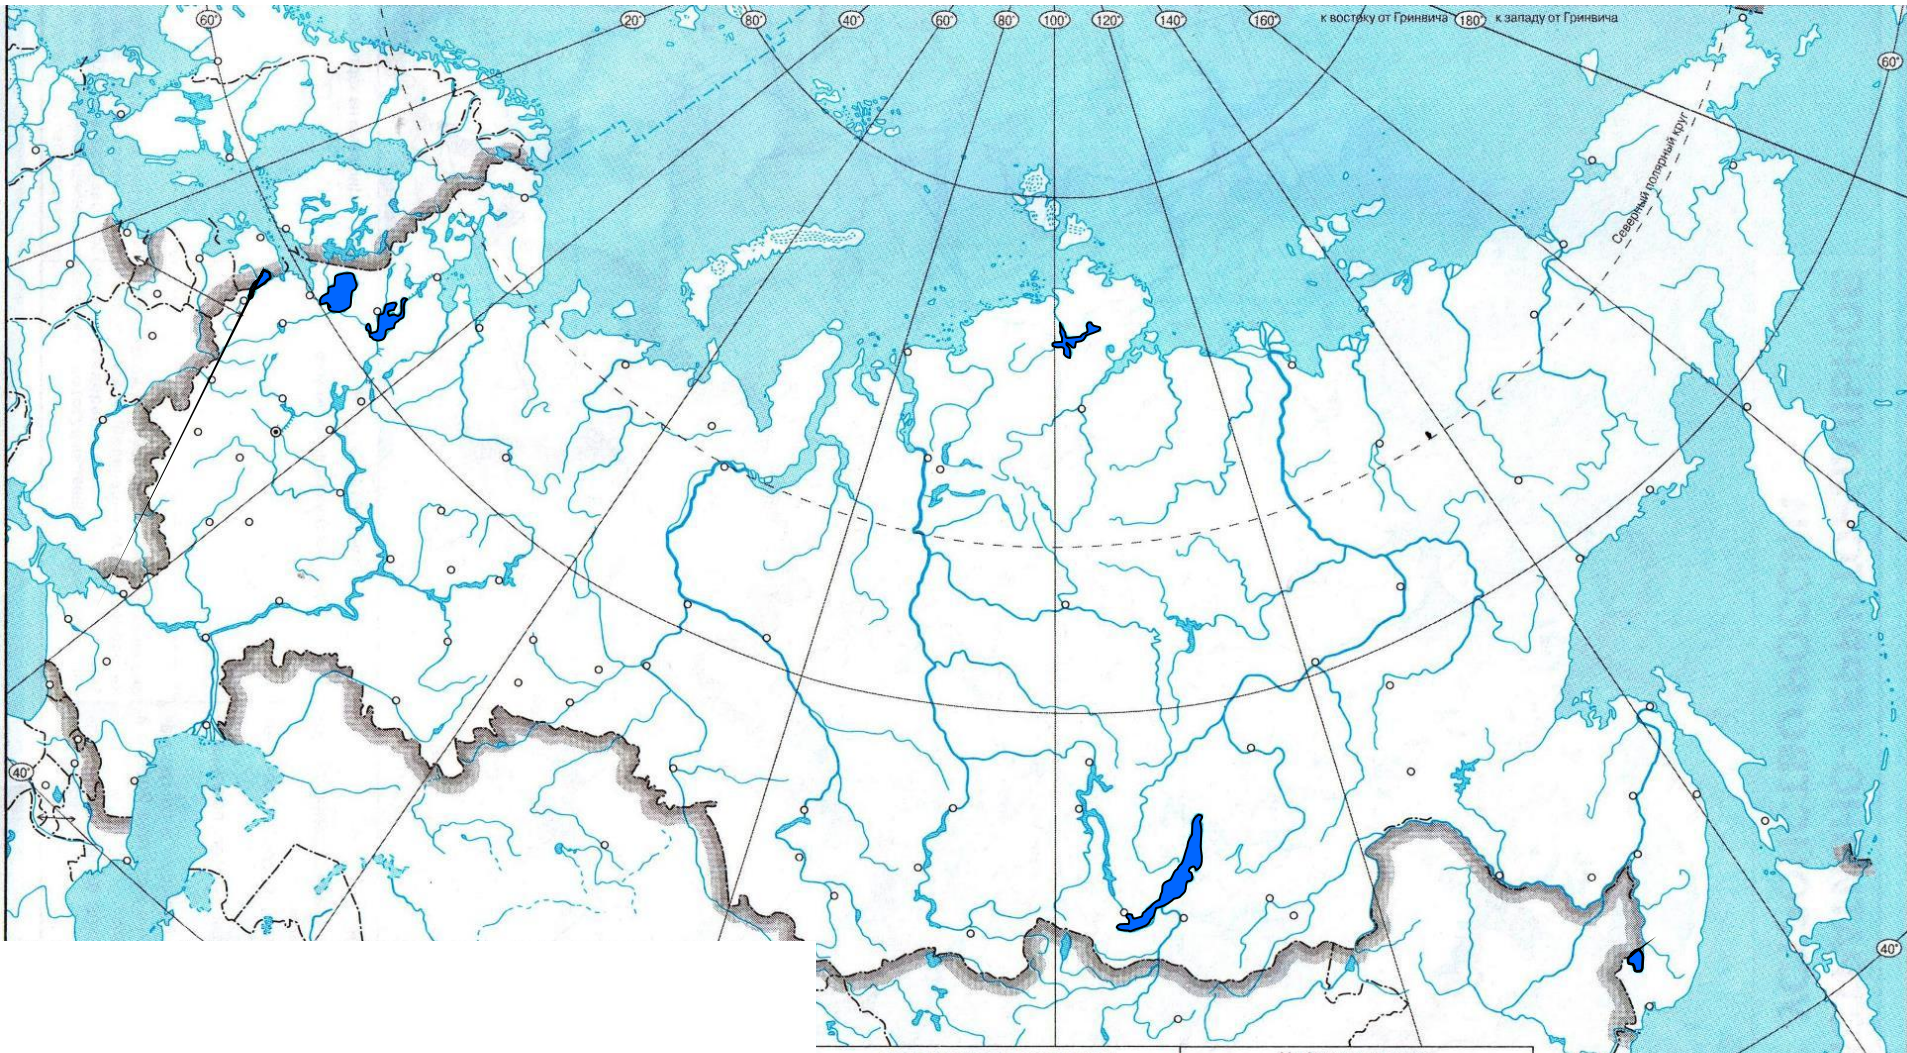 60° 20° 80° 40° 60° 80° 100° 120° 140° 160° к востоку от Гринвича 180° к западу от Гринвича
60°
Северный полярный круг
40°
40°